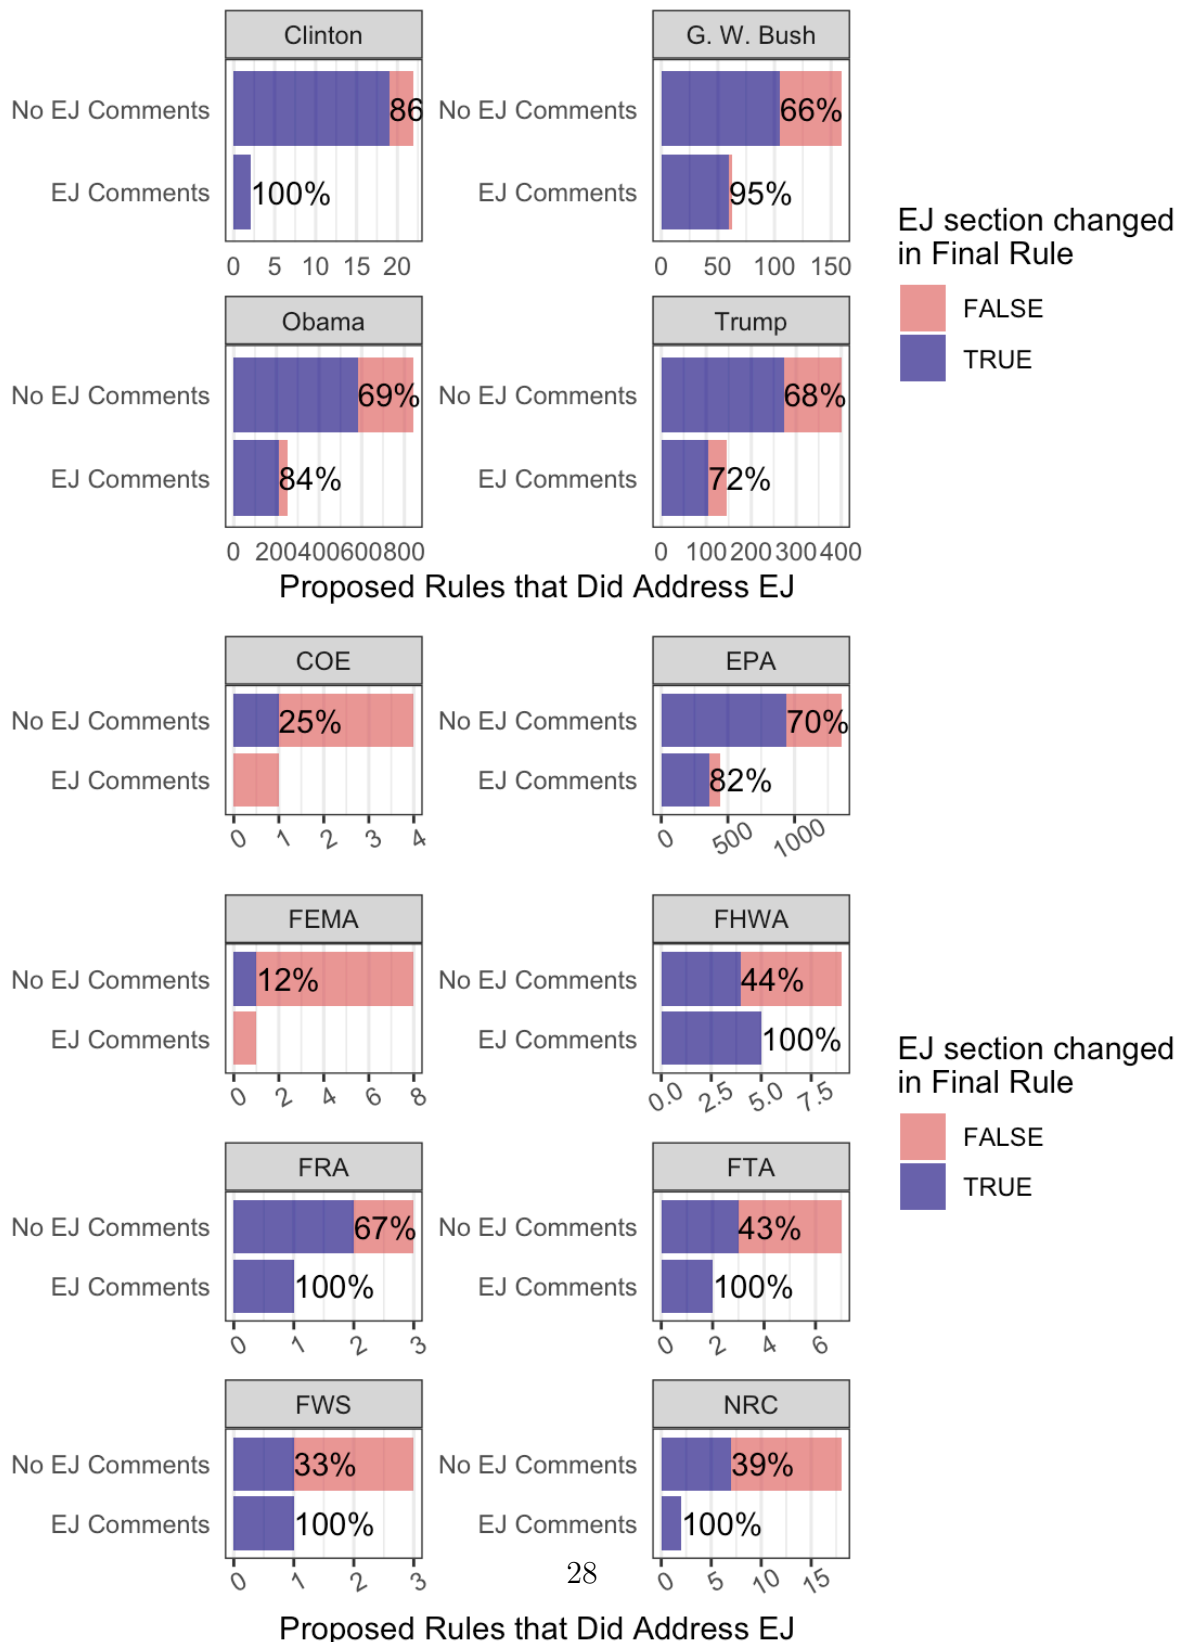 Clinton
G. W. Bush
No EJ Comments
86
No EJ Comments
66%
EJ Comments
100%
EJ Comments
95%
0 5 10 15 20
0 50 100 150
EJ section changed
in Final Rule
FALSE
TRUE
Obama
Trump
No EJ Comments
69%
No EJ Comments
68%
EJ Comments
84%
EJ Comments
72%
0 200 400 600 800
0 100 200 300 400
Proposed Rules that Did Address EJ
COE
EPA
No EJ Comments
25%
No EJ Comments
70%
EJ Comments
EJ Comments
82%
0 1 2 3 4
0 500 1000
FEMA
FHWA
No EJ Comments
12%
No EJ Comments
44%
EJ Comments
EJ Comments
100%
0 2 4 6 8
0.0 2.5 5.0 7.5
EJ section changed
in Final Rule
FALSE
TRUE
FRA
FTA
No EJ Comments
67%
No EJ Comments
43%
EJ Comments
100%
EJ Comments
100%
0 1 2 3
0 2 4 6
FWS
NRC
No EJ Comments
33%
No EJ Comments
39%
EJ Comments
100%
EJ Comments
100%
0 1 2 3
0 5 10 15
28
Proposed Rules that Did Address EJ